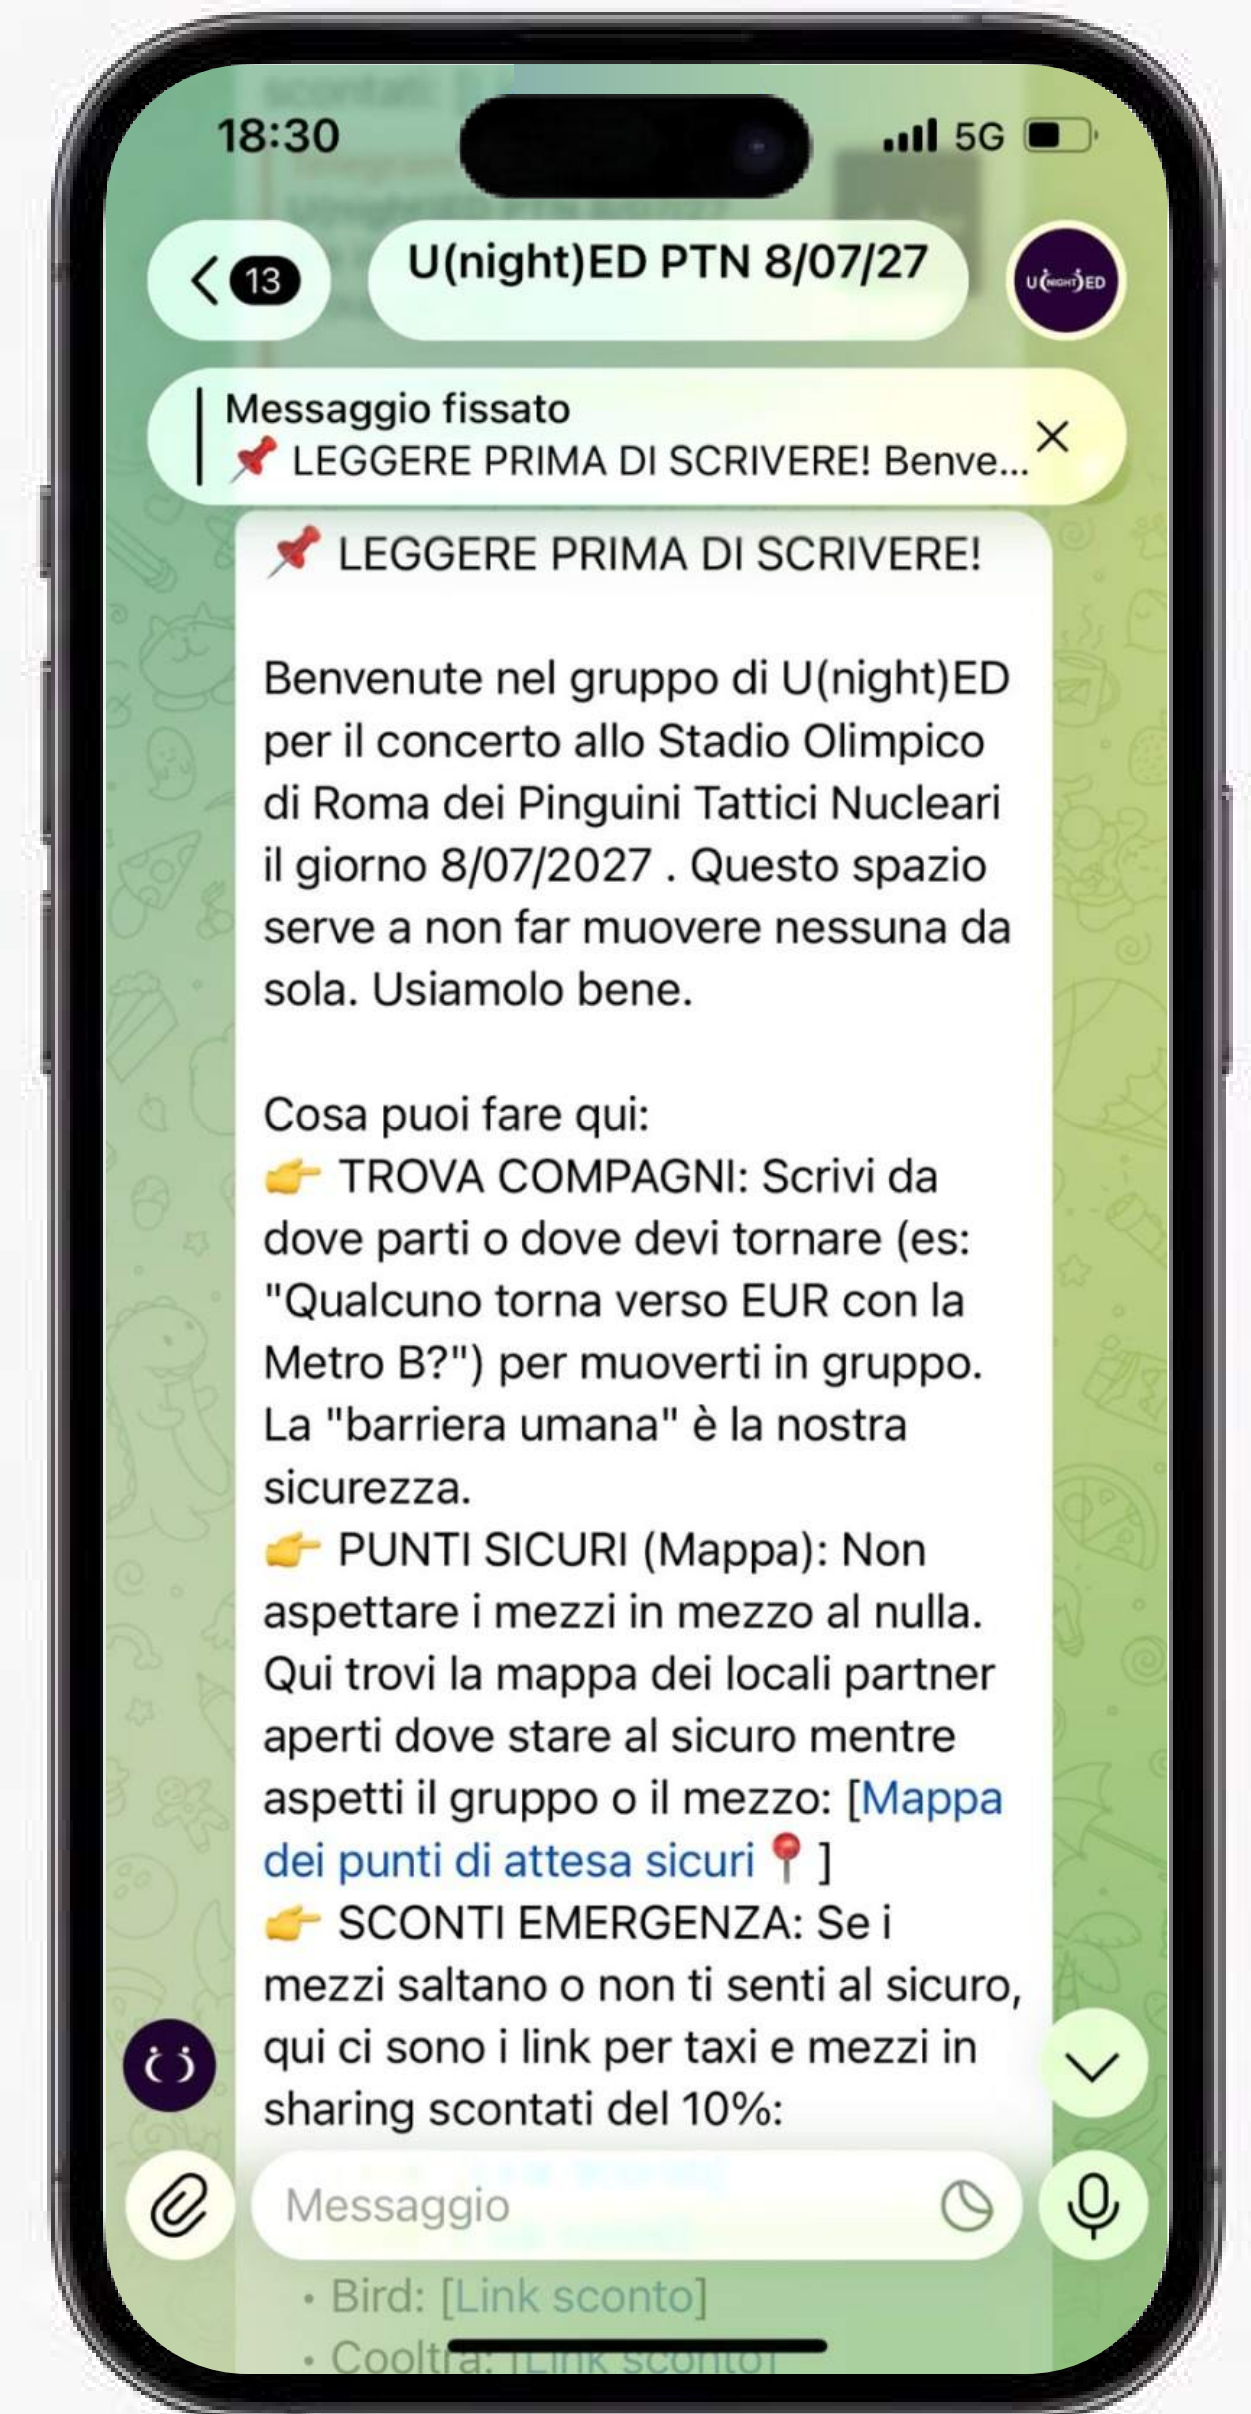 scontati:
18:30
5G
13
U(night)ED PTN 8/07/27
U(NIGHT)ED
Messaggio fissato
📌 LEGGERE PRIMA DI SCRIVERE! Benve...
📌 LEGGERE PRIMA DI SCRIVERE!
Benvenute nel gruppo di U(night)ED
per il concerto allo Stadio Olimpico
di Roma dei Pinguini Tattici Nucleari
il giorno 8/07/2027 . Questo spazio
serve a non far muovere nessuna da
sola. Usiamolo bene.
Cosa puoi fare qui:
👉 TROVA COMPAGNI: Scrivi da
dove parti o dove devi tornare (es:
"Qualcuno torna verso EUR con la
Metro B?") per muoverti in gruppo.
La "barriera umana" è la nostra
sicurezza.
👉 PUNTI SICURI (Mappa): Non
aspettare i mezzi in mezzo al nulla.
Qui trovi la mappa dei locali partner
aperti dove stare al sicuro mentre
aspetti il gruppo o il mezzo: [Mappa
dei punti di attesa sicuri📍 ]
👉 SCONTI EMERGENZA: Se i
mezzi saltano o non ti senti al sicuro,
qui ci sono i link per taxi e mezzi in
sharing scontati del 10%:
Messaggio
• Bird: [Link sconto]
• Cooltra: [Link sconto]